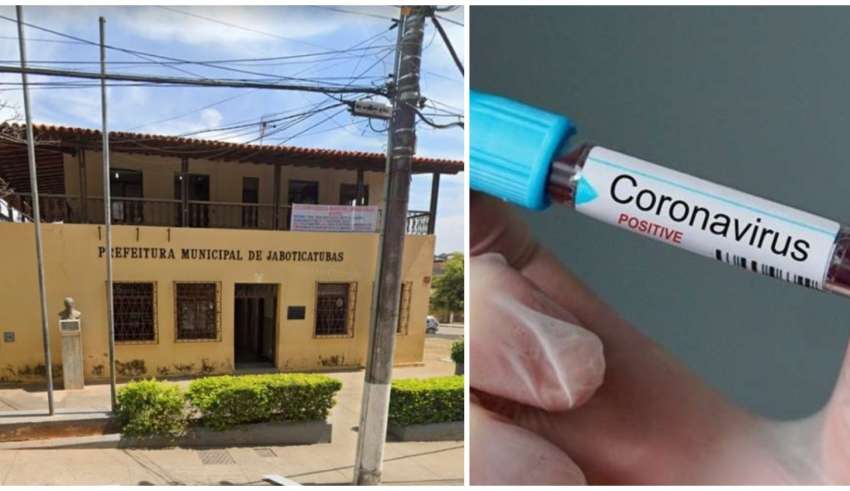 PREFEITURA MUNICIPAL DE JABOTICATUBAS
Coronavirus
POSITIVE